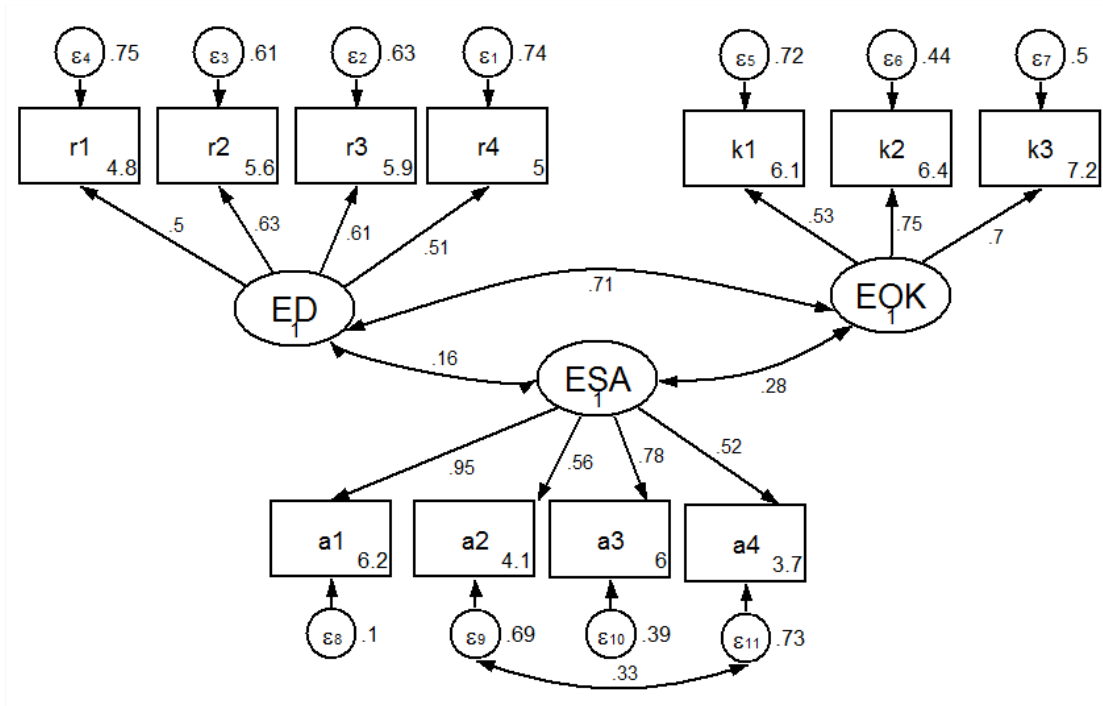 ε4 .75 ε3 .61 ε2 .63 ε1 .74 ε5 .72 ε6 .44 ε7 .5
r1 r2 r3 r4 k1 k2 k3
4.8 5.6 5.9 5 6.1 6.4 7.2
.5 .63 .61 .51 .53 .75 .7
ED EOK
1 1
.71
.16 .28
ESA
1
.95 .56 .78 .52
a1 a2 a3 a4
6.2 4.1 6 3.7
ε8 .1 ε9 .69 ε10 .39 ε11 .73
.33